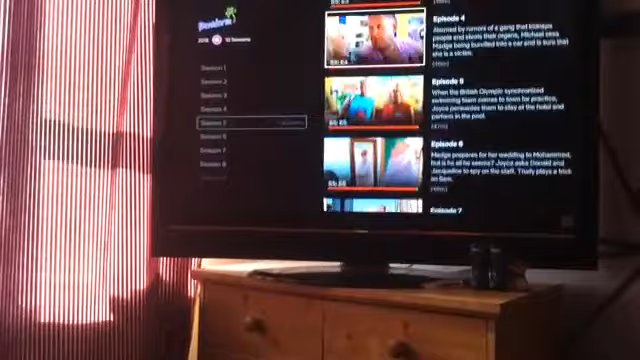 Benidorm
Season 1
Season 2
Season 3
Season 4
Season 5
Season 6
Season 7
Season 8
Episode 4
Alarmed by rumors of a gang that kidnaps
people and steals their organs, Michael sees
Madge being bundled into a car and is sure that
she is a victim.
Episode 5
When the British Olympic synchronized
swimming team comes to town for practice,
Joyce persuades them to stay at the hotel and
perform in the pool.
Episode 6
Madge prepares for her wedding to Mohammed,
but is he all he seems? Joyce asks Donald and
Jacqueline to spy on the staff. Trudy plays a trick
on Sam.
Episode 7